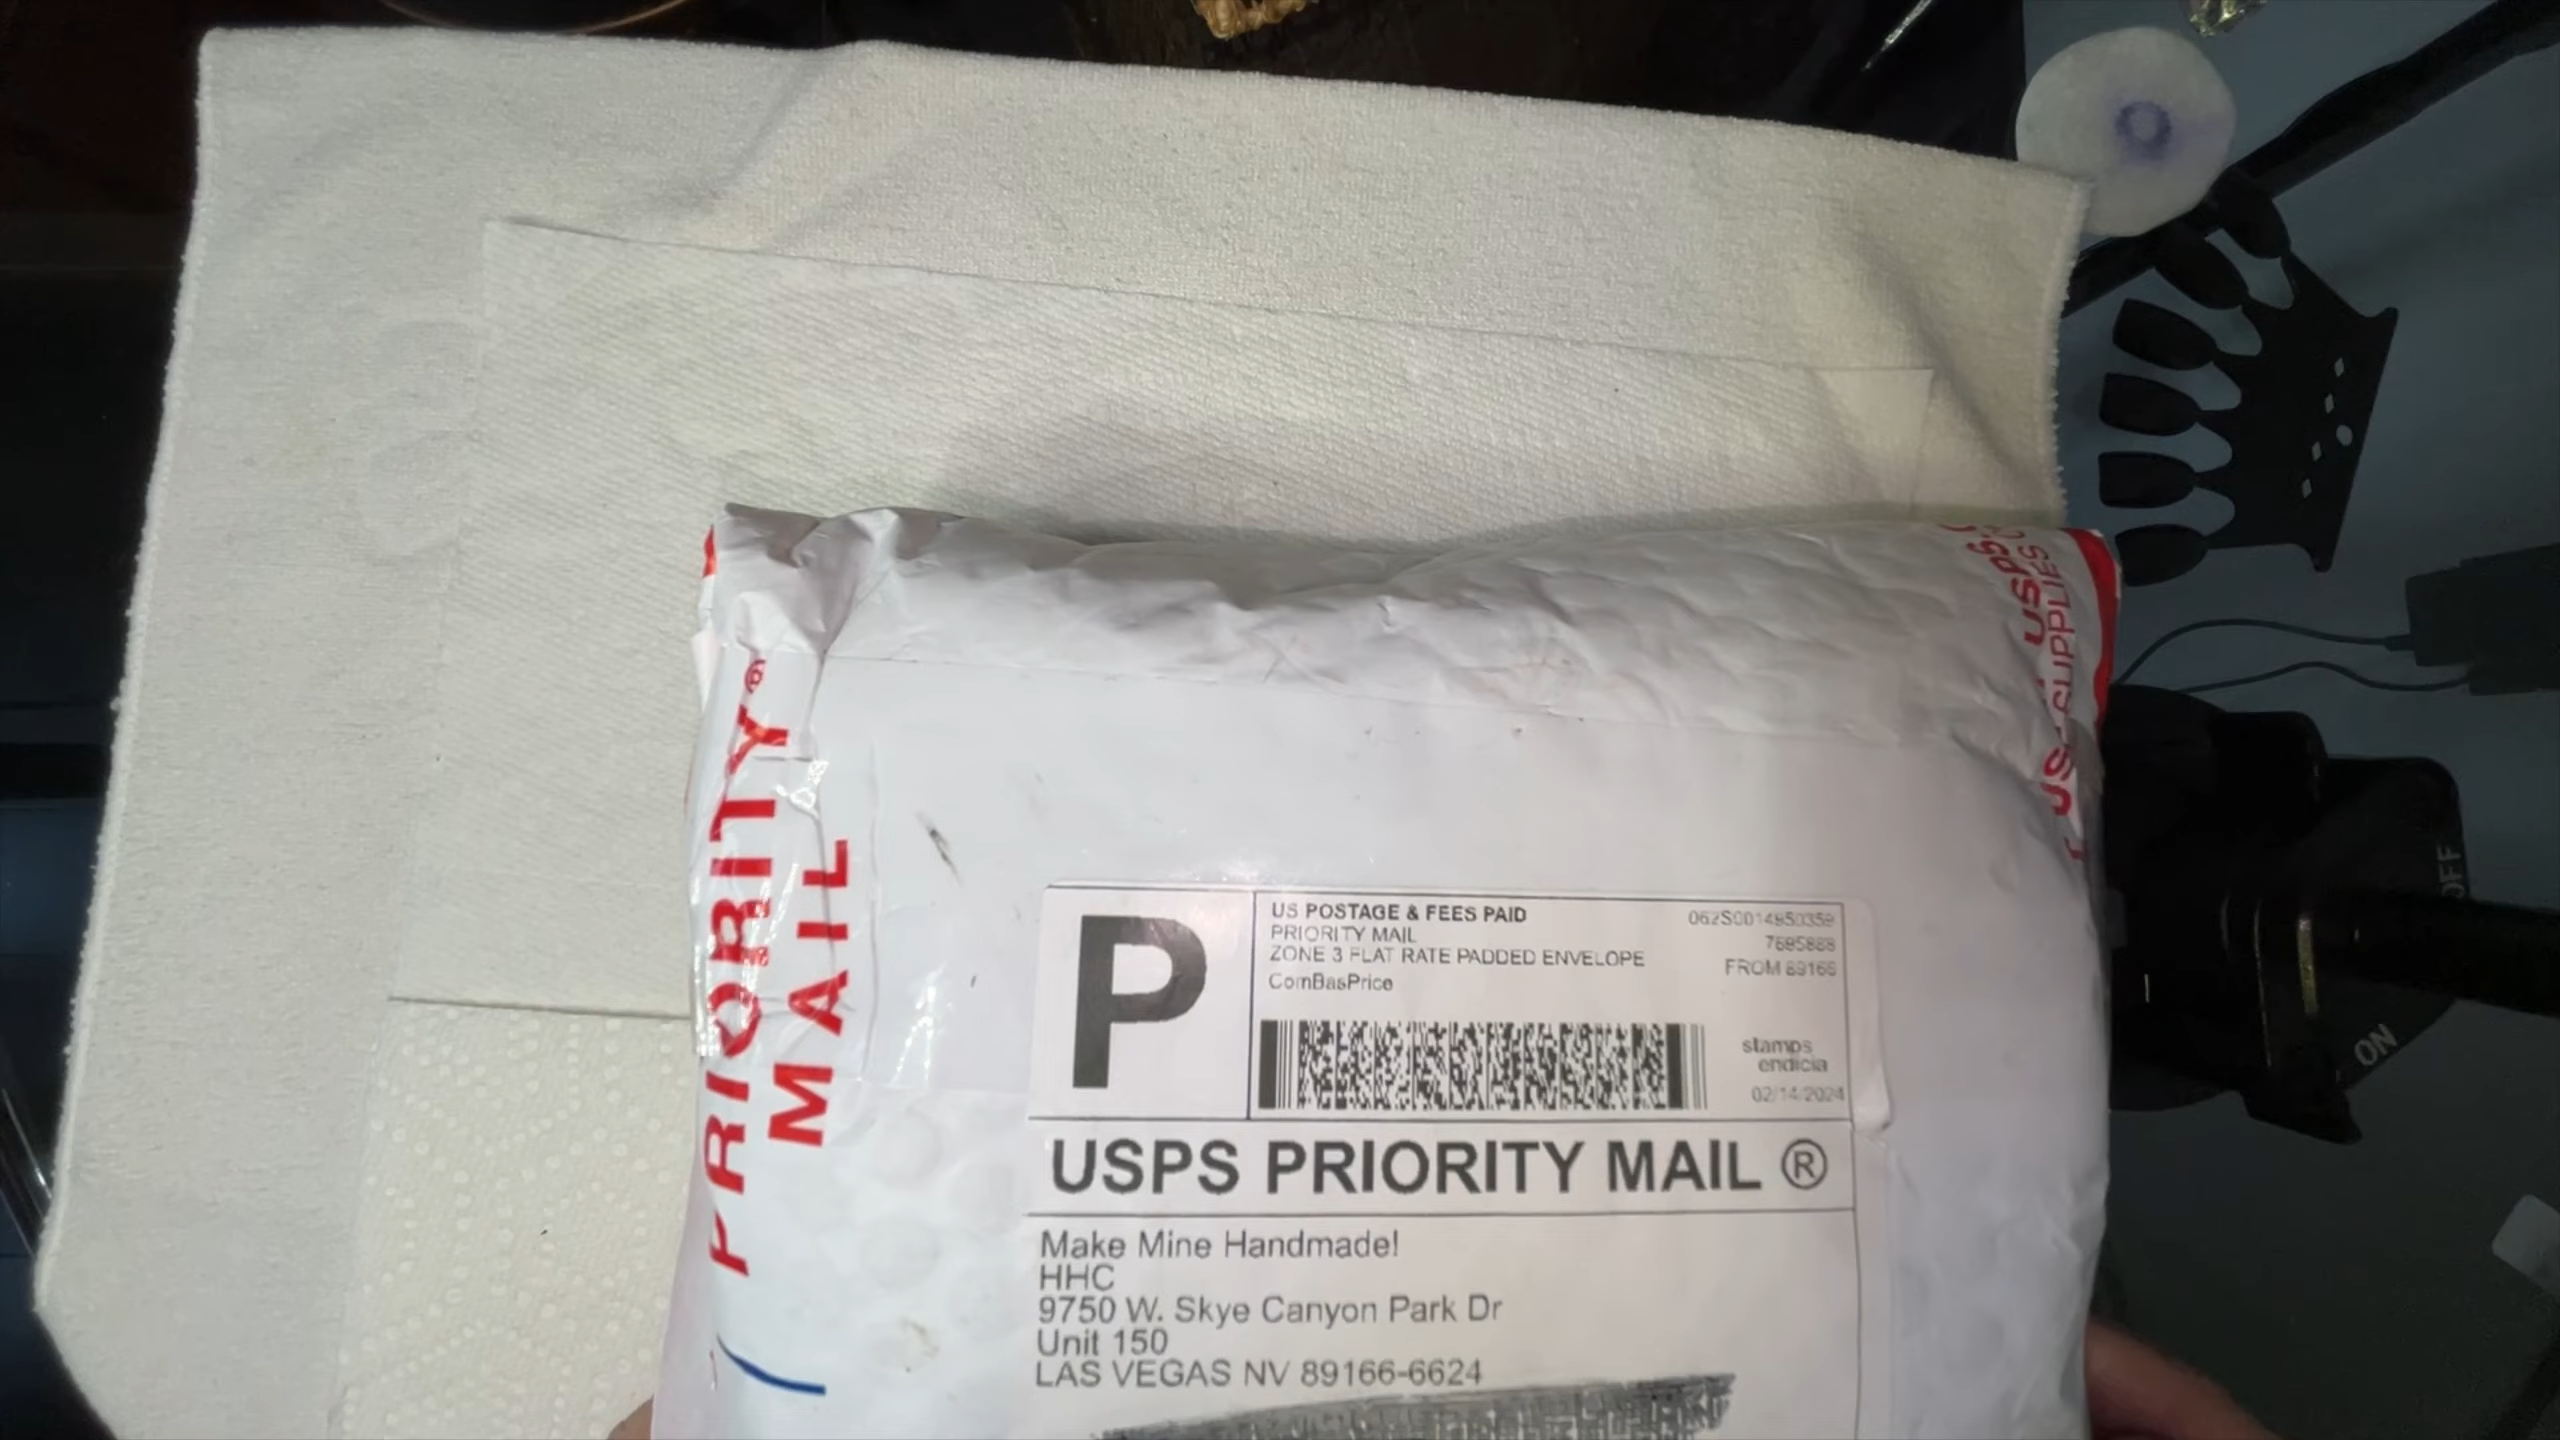 PRIORITY®
MAIL
US POSTAGE & FEES PAID
PRIORITY MAIL
ZONE 3 FLAT RATE PADDED ENVELOPE
ComBasPrice
062S0014950359
7695888
FROM 89166
stamps
endicia
02/14/2024
P
USPS PRIORITY MAIL ®
Make Mine Handmade!
HHC
9750 W. Skye Canyon Park Dr
Unit 150
LAS VEGAS NV 89166-6624
SUPPLIES
OFF
ON